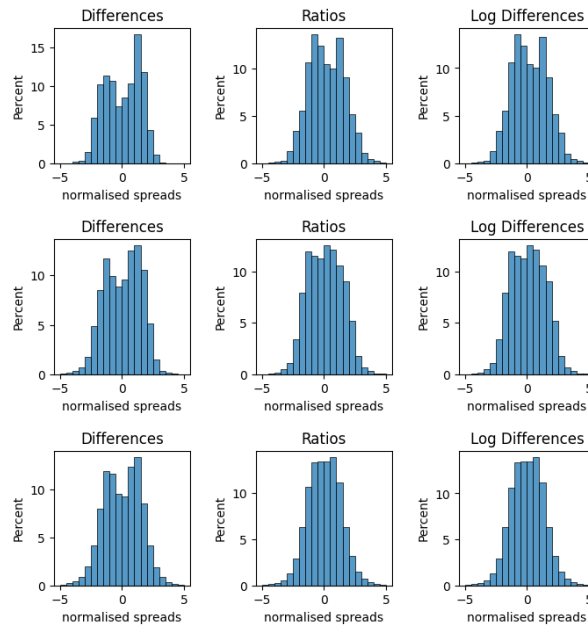 Differences Ratios Log Differences
Percent 15 10 5 0 Percent 10 5 0 Percent 10 5 0
−5 0 5 −5 0 5 −5 0 5
normalised spreads normalised spreads normalised spreads
Differences Ratios Log Differences
Percent 10 5 0 Percent 10 5 0 Percent 10 5 0
−5 0 5 −5 0 5 −5 0 5
normalised spreads normalised spreads normalised spreads
Differences Ratios Log Differences
Percent 10 5 0 Percent 10 5 0 Percent 10 5 0
−5 0 5 −5 0 5 −5 0 5
normalised spreads normalised spreads normalised spreads